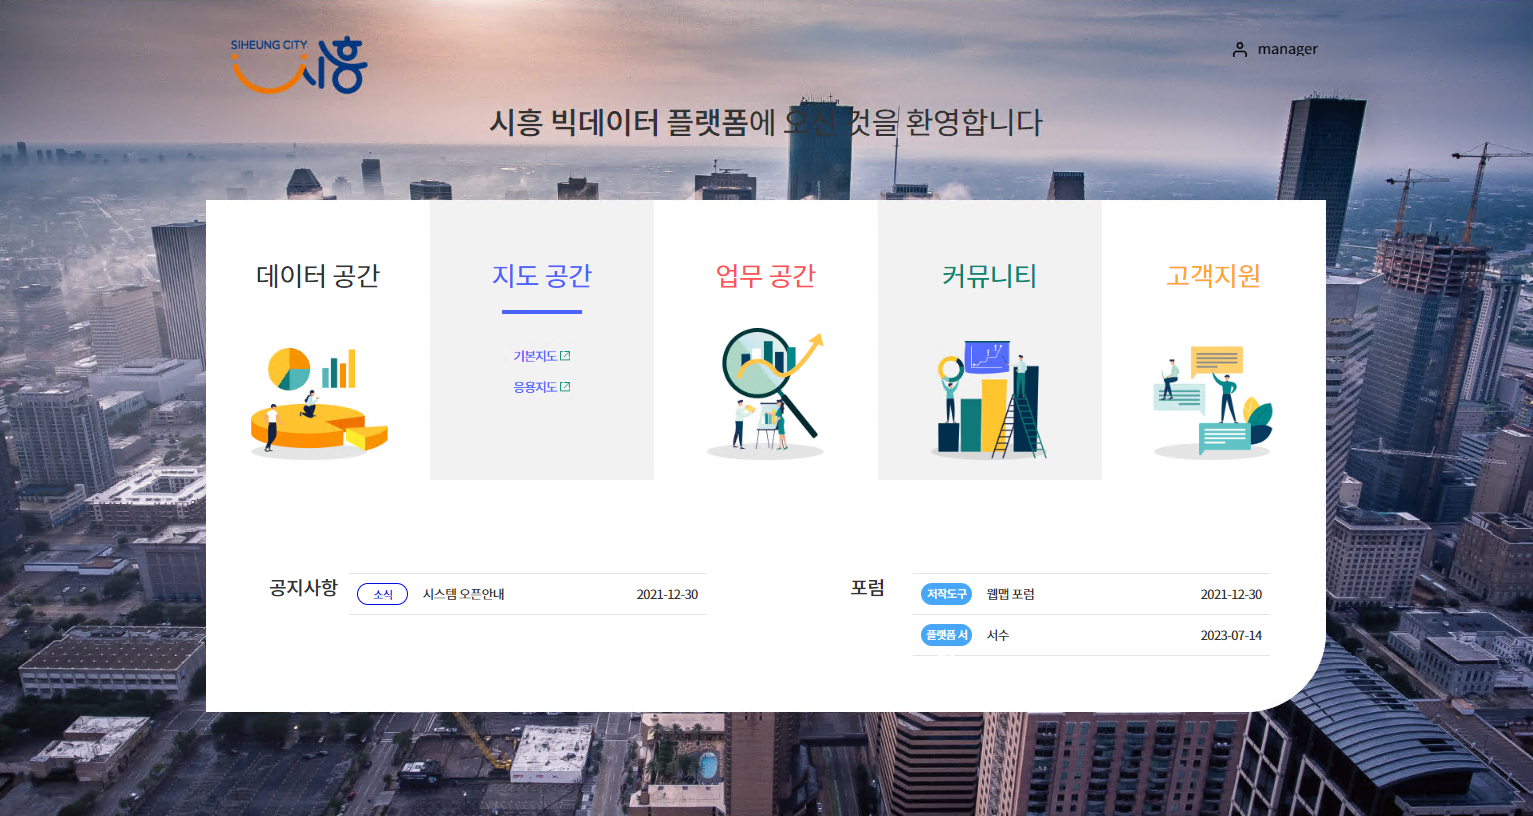 SIHEUNG CITY
시흥
manager
시흥 빅데이터 플랫폼에 오신 것을 환영합니다
데이터 공간
지도 공간
기본지도
응용지도
업무 공간
커뮤니티
고객지원
공지사항
소식 시스템 오픈안내 2021-12-30
포럼
저작도구 웹맵 포럼 2021-12-30
플랫폼 서 서수 2023-07-14